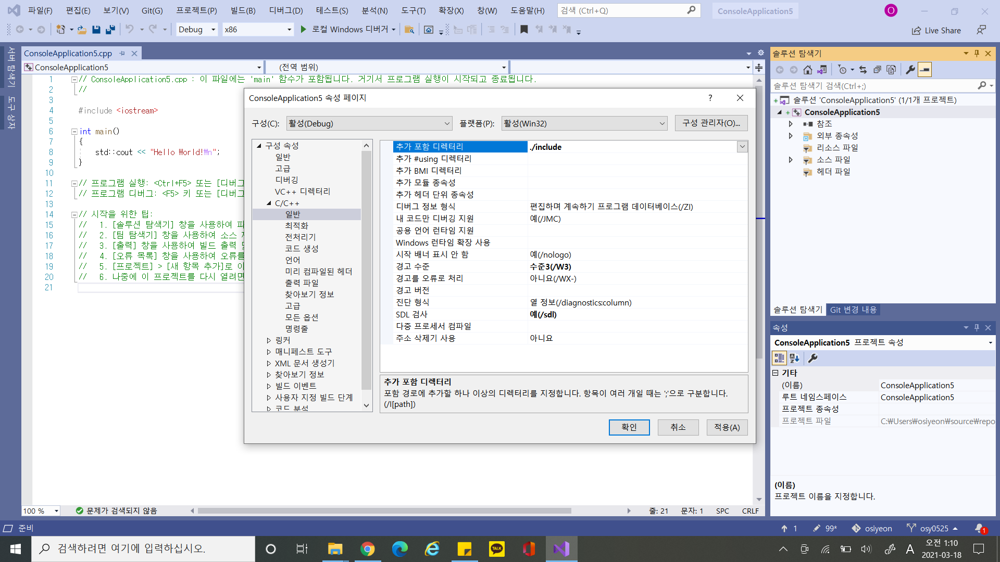 파일(F) 편집(E) 보기(V) Git(G) 프로젝트(P) 빌드(B) 디버그(D) 테스트(S) 분석(N) 도구(T) 확장(X) 창(W) 도움말(H) 검색 (Ctrl+Q) ConsoleApplication5 O
Debug x86 로컬 Windows 디버거 Live Share
서버 탐색기
도구 상자
ConsoleApplication5.cpp
ConsoleApplication5 (전역 범위)
1 // ConsoleApplication5.cpp : 이 파일에는 'main' 함수가 포함됩니다. 거기서 프로그램 실행이 시작되고 종료됩니다.
2 //
3
4 #include <iostream>
5
6 int main()
7 {
8 std::cout << "Hello World!₩n";
9 }
10
11 // 프로그램 실행: <Ctrl+F5> 또는 [디버그
12 // 프로그램 디버그: <F5> 키 또는 [디버그
13
14 // 시작을 위한 팁:
15 // 1. [솔루션 탐색기] 창을 사용하여 파
16 // 2. [팀 탐색기] 창을 사용하여 소스
17 // 3. [출력] 창을 사용하여 빌드 출력 및
18 // 4. [오류 목록] 창을 사용하여 오류를
19 // 5. [프로젝트] > [새 항목 추가]로 이
20 // 6. 나중에 이 프로젝트를 다시 열려면
21
100 % 문제가 검색되지 않음 줄: 21 문자: 1 SPC CRLF
ConsoleApplication5 속성 페이지 ?
구성(C): 활성(Debug) 플랫폼(P): 활성(Win32) 구성 관리자(O)...
구성 속성
일반
고급
디버깅
VC++ 디렉터리
C/C++
일반
최적화
전처리기
코드 생성
언어
미리 컴파일된 헤더
출력 파일
찾아보기 정보
고급
모든 옵션
명령줄
링커
매니페스트 도구
XML 문서 생성기
찾아보기 정보
빌드 이벤트
사용자 지정 빌드 단계
코드 분석
추가 포함 디렉터리 ./include
추가 #using 디렉터리
추가 BMI 디렉터리
추가 모듈 종속성
추가 헤더 단위 종속성
디버그 정보 형식 편집하며 계속하기 프로그램 데이터베이스(/ZI)
내 코드만 디버깅 지원 예(/JMC)
공용 언어 런타임 지원
Windows 런타임 확장 사용
시작 배너 표시 안 함 예(/nologo)
경고 수준 수준3(/W3)
경고를 오류로 처리 아니요(/WX-)
경고 버전
진단 형식 열 정보(/diagnostics:column)
SDL 검사 예(/sdl)
다중 프로세서 컴파일
주소 삭제기 사용 아니요
추가 포함 디렉터리
포함 경로에 추가할 하나 이상의 디렉터리를 지정합니다. 항목이 여러 개일 때는 ';'으로 구분합니다.
(/I[path])
확인 취소 적용(A)
솔루션 탐색기
솔루션 탐색기 검색(Ctrl+;)
솔루션 'ConsoleApplication5' (1/1개 프로젝트)
ConsoleApplication5
참조
외부 종속성
리소스 파일
소스 파일
헤더 파일
솔루션 탐색기 Git 변경 내용
속성
ConsoleApplication5 프로젝트 속성
기타
(이름) ConsoleApplication5
루트 네임스페이스 ConsoleApplication5
프로젝트 종속성
프로젝트 파일 C:₩Users₩osiyeon₩source₩repo
(이름)
프로젝트 이름을 지정합니다.
준비 1 99* osiyeon osy0525 1
검색하려면 여기에 입력하십시오. TALK A 오전 1:10
2021-03-18